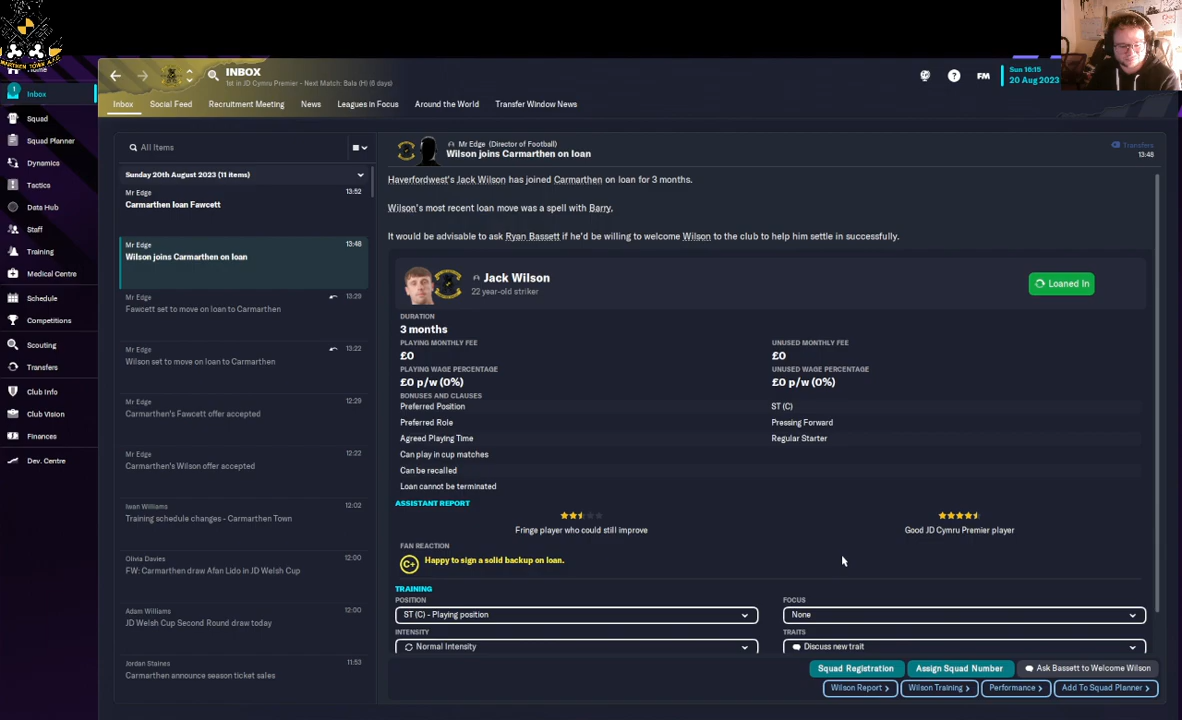 INBOX
1st in JD Cymru Premier - Next Match: Bala (H) (6 days)
FM
Sun 16:15
20 Aug 2023
Home
1
Inbox
Squad
Squad Planner
Dynamics
Tactics
Data Hub
Staff
Training
Medical Centre
Schedule
Competitions
Scouting
Transfers
Club Info
Club Vision
Finances
Dev. Centre
Inbox
Social Feed
Recruitment Meeting
News
Leagues in Focus
Around the World
Transfer Window News
All Items
Sunday 20th August 2023 (11 items)
Mr Edge 13:52
Carmarthen loan Fawcett
Mr Edge 13:48
Wilson joins Carmarthen on loan
Mr Edge 13:29
Fawcett set to move on loan to Carmarthen
Mr Edge 13:22
Wilson set to move on loan to Carmarthen
Mr Edge 12:29
Carmarthen's Fawcett offer accepted
Mr Edge 12:22
Carmarthen's Wilson offer accepted
Iwan Williams 12:02
Training schedule changes - Carmarthen Town
Olivia Davies 12:00
FW: Carmarthen draw Afan Lido in JD Welsh Cup
Adam Williams 12:00
JD Welsh Cup Second Round draw today
Jordan Staines 11:53
Carmarthen announce season ticket sales
Mr Edge (Director of Football)
Wilson joins Carmarthen on loan
Transfers
13:48
Haverfordwest's Jack Wilson has joined Carmarthen on loan for 3 months.
Wilson's most recent loan move was a spell with Barry.
It would be advisable to ask Ryan Bassett if he'd be willing to welcome Wilson to the club to help him settle in successfully.
Jack Wilson
22 year-old striker
Loaned In
DURATION
3 months
PLAYING MONTHLY FEE UNUSED MONTHLY FEE
£0 £0
PLAYING WAGE PERCENTAGE UNUSED WAGE PERCENTAGE
£0 p/w (0%) £0 p/w (0%)
BONUSES AND CLAUSES
Preferred Position ST (C)
Preferred Role Pressing Forward
Agreed Playing Time Regular Starter
Can play in cup matches
Can be recalled
Loan cannot be terminated
ASSISTANT REPORT
Fringe player who could still improve Good JD Cymru Premier player
FAN REACTION
C+ Happy to sign a solid backup on loan.
TRAINING
POSITION FOCUS
ST (C) - Playing position None
INTENSITY TRAITS
Normal Intensity Discuss new trait
Squad Registration Assign Squad Number Ask Bassett to Welcome Wilson
Wilson Report > Wilson Training > Performance > Add To Squad Planner >